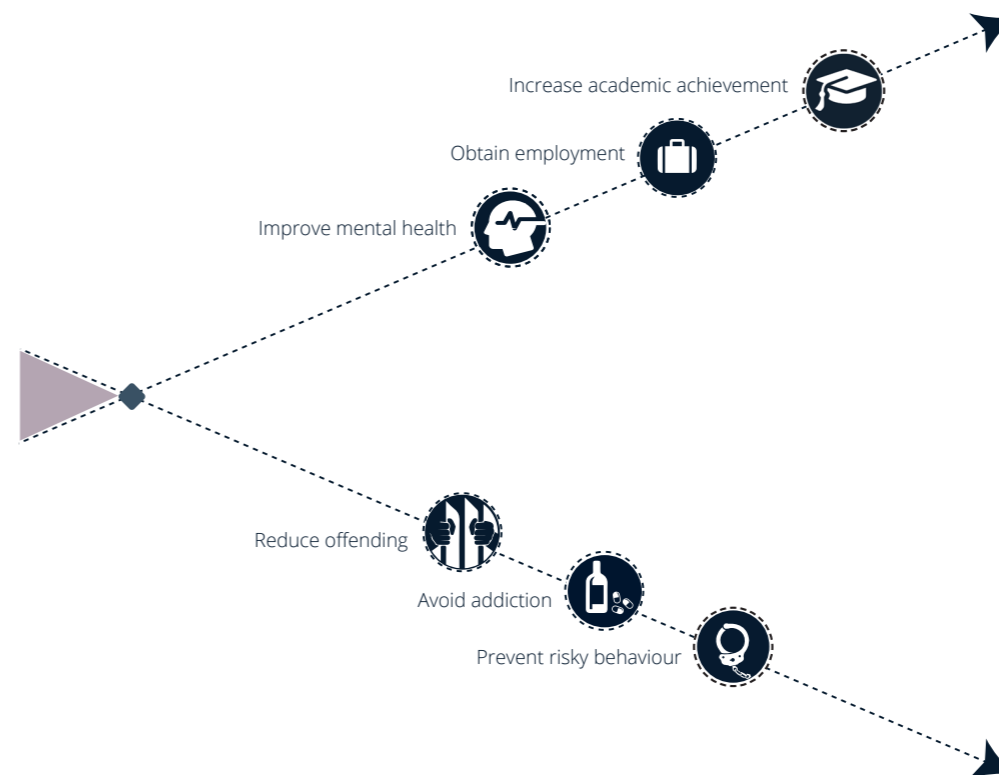 Increase academic achievement
Obtain employment
Improve mental health
Reduce offending
Avoid addiction
Prevent risky behaviour